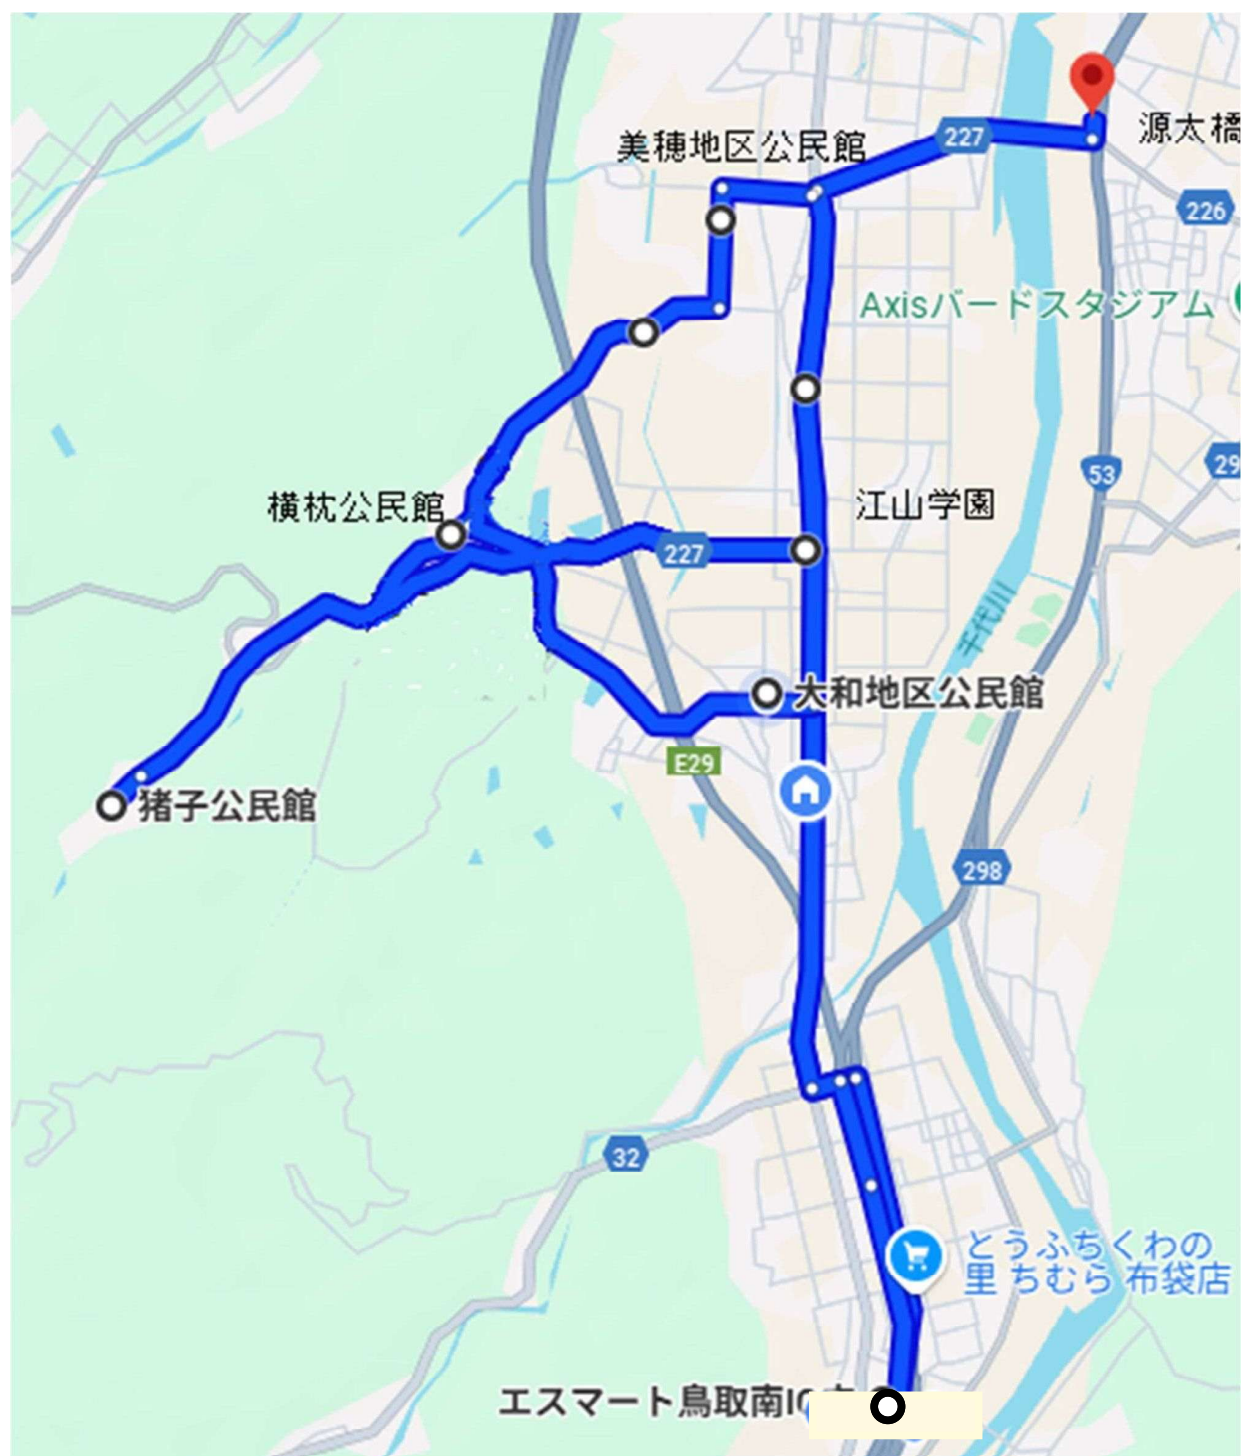 源太橋
美穂地区公民館
227
226
Axisバードスタジアム
53
29
横枕公民館
江山学園
227
千代川
大和地区公民館
E29
猪子公民館
298
32
とうふちくわの
里 ちむら 布袋店
エスマート鳥取南IC